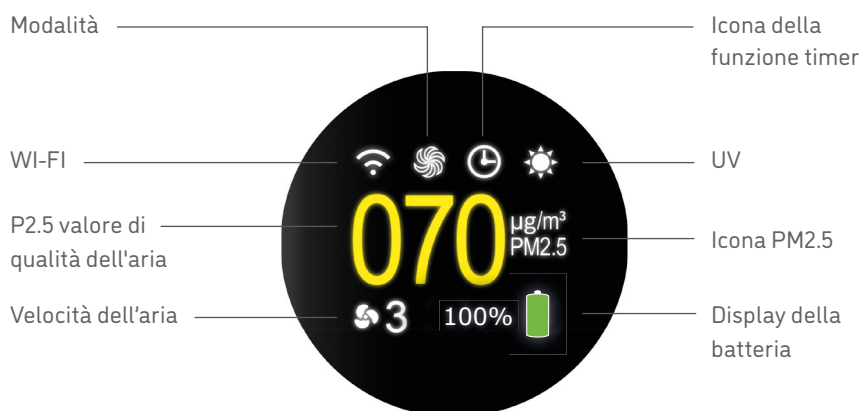 Modalità
Icona della
funzione timer
WI-FI
UV
P2.5 valore di
qualità dell'aria
070
µg/m³
PM2.5
Icona PM2.5
Velocità dell’aria
3
100%
Display della
batteria